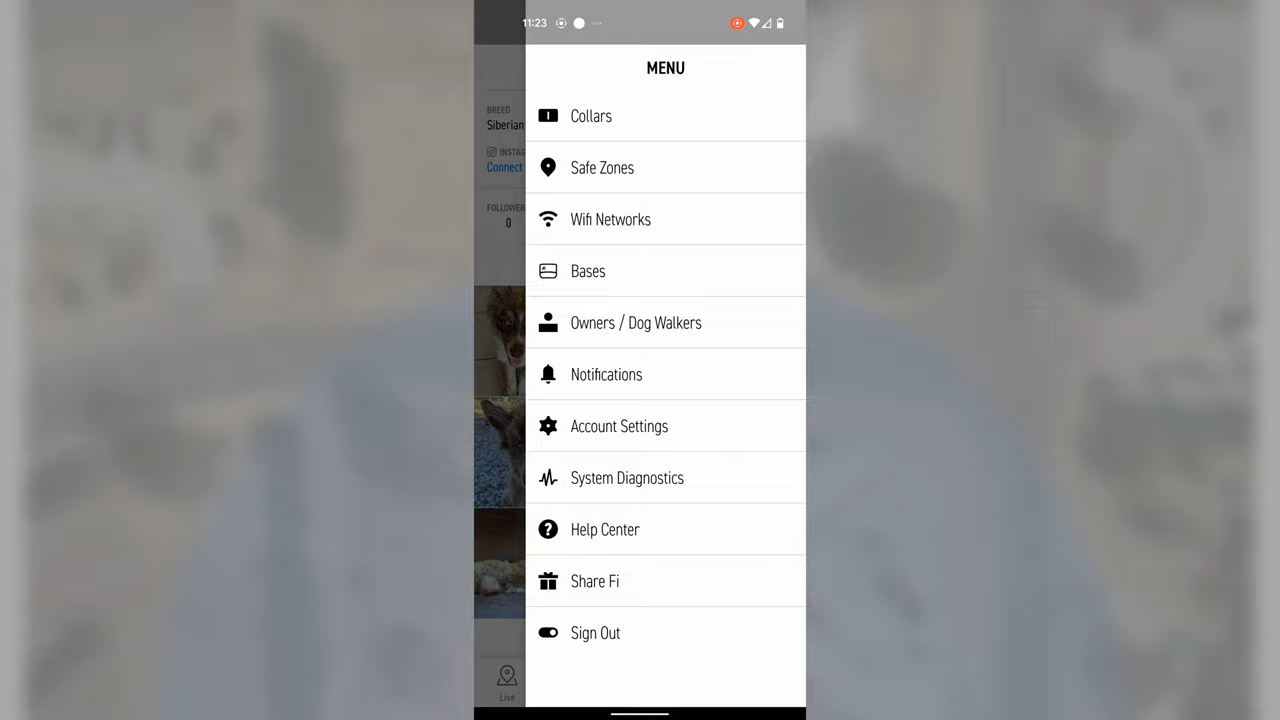 11:23
MENU
BREED
Siberian
INSTAG
Connect
FOLLOWER
0
Collars
Safe Zones
Wifi Networks
Bases
Owners / Dog Walkers
Notifications
Account Settings
System Diagnostics
Help Center
Share Fi
Sign Out
Live